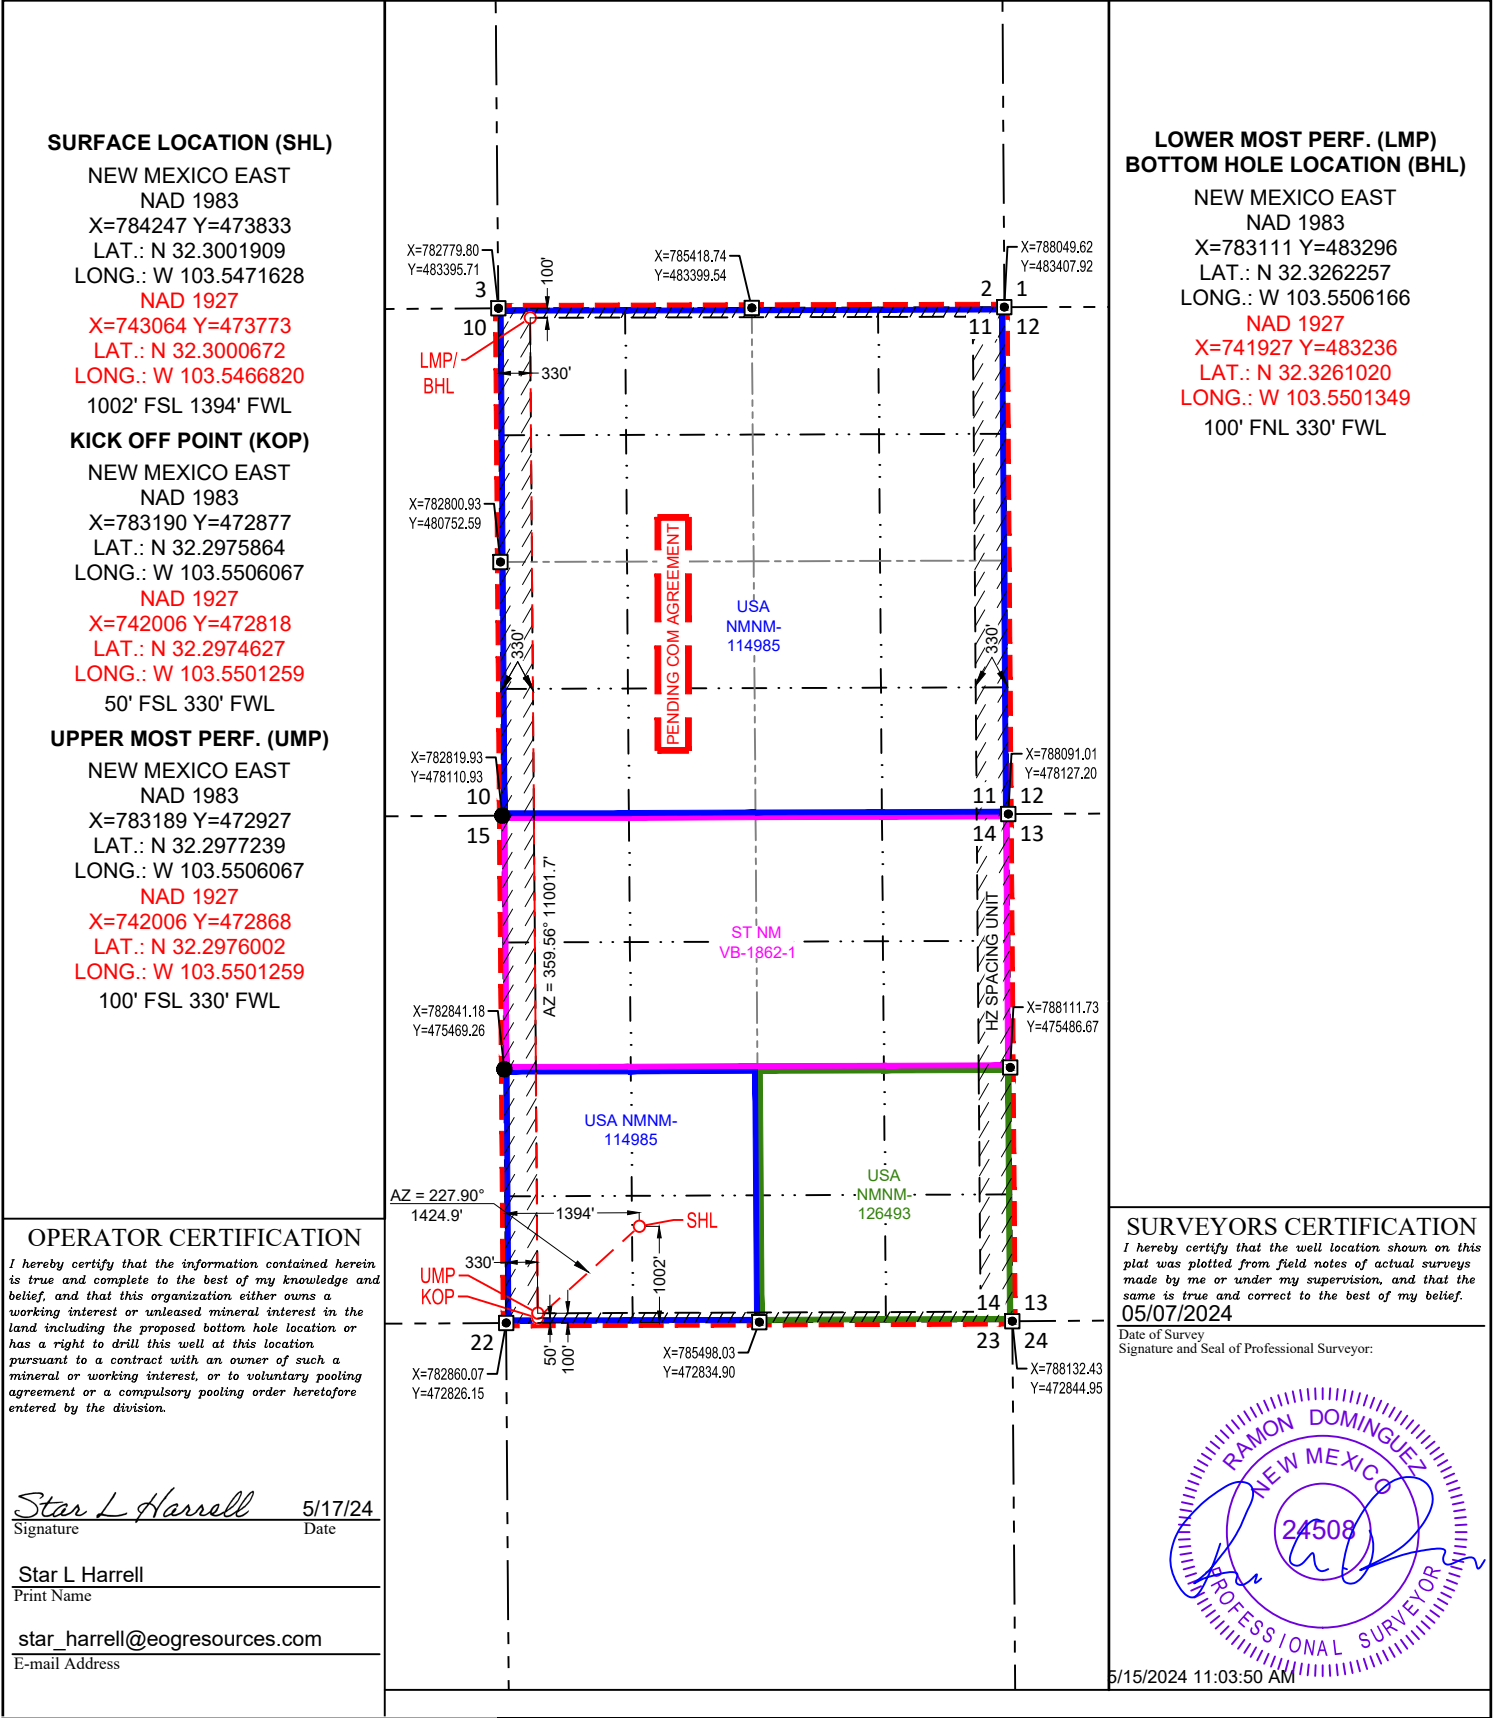 SURFACE LOCATION (SHL)
NEW MEXICO EAST
NAD 1983
X=784247 Y=473833
LAT.: N 32.3001909
LONG.: W 103.5471628
NAD 1927
X=743064 Y=473773
LAT.: N 32.3000672
LONG.: W 103.5466820
1002' FSL 1394' FWL
KICK OFF POINT (KOP)
NEW MEXICO EAST
NAD 1983
X=783190 Y=472877
LAT.: N 32.2975864
LONG.: W 103.5506067
NAD 1927
X=742006 Y=472818
LAT.: N 32.2974627
LONG.: W 103.5501259
50' FSL 330' FWL
UPPER MOST PERF. (UMP)
NEW MEXICO EAST
NAD 1983
X=783189 Y=472927
LAT.: N 32.2977239
LONG.: W 103.5506067
NAD 1927
X=742006 Y=472868
LAT.: N 32.2976002
LONG.: W 103.5501259
100' FSL 330' FWL
OPERATOR CERTIFICATION
I hereby certify that the information contained herein
is true and complete to the best of my knowledge and
belief, and that this organization either owns a
working interest or unleased mineral interest in the
land including the proposed bottom hole location or
has a right to drill this well at this location
pursuant to a contract with an owner of such a
mineral or working interest, or to voluntary pooling
agreement or a compulsory pooling order heretofore
entered by the division.
Star L Harrell 5/17/24
Signature Date
Star L Harrell
Print Name
star_harrell@eogresources.com
E-mail Address
X=782779.80
Y=483395.71
X=785418.74
Y=483399.54
X=788049.62
Y=483407.92
100'
3
2
1
10
11
12
LMP/
BHL
330'
X=782800.93
Y=480752.59
PENDING COM AGREEMENT
USA
NMNM-
114985
330'
330'
X=782819.93
Y=478110.93
X=788091.01
Y=478127.20
10
11
12
15
14
13
AZ = 359.56° 11001.7'
ST NM
VB-1862-1
HZ SPACING UNIT
X=782841.18
Y=475469.26
X=788111.73
Y=475486.67
USA NMNM-
114985
USA
NMNM-
126493
AZ = 227.90°
1424.9'
1394'
SHL
330'
1002'
UMP
KOP
14
13
22
23
24
50'
100'
X=782860.07
Y=472826.15
X=785498.03
Y=472834.90
X=788132.43
Y=472844.95
LOWER MOST PERF. (LMP)
BOTTOM HOLE LOCATION (BHL)
NEW MEXICO EAST
NAD 1983
X=783111 Y=483296
LAT.: N 32.3262257
LONG.: W 103.5506166
NAD 1927
X=741927 Y=483236
LAT.: N 32.3261020
LONG.: W 103.5501349
100' FNL 330' FWL
SURVEYORS CERTIFICATION
I hereby certify that the well location shown on this
plat was plotted from field notes of actual surveys
made by me or under my supervision, and that the
same is true and correct to the best of my belief.
05/07/2024
Date of Survey
Signature and Seal of Professional Surveyor:
RAMON DOMINGUEZ
NEW MEXICO
24508
PROFESSIONAL SURVEYOR
5/15/2024 11:03:50 AM